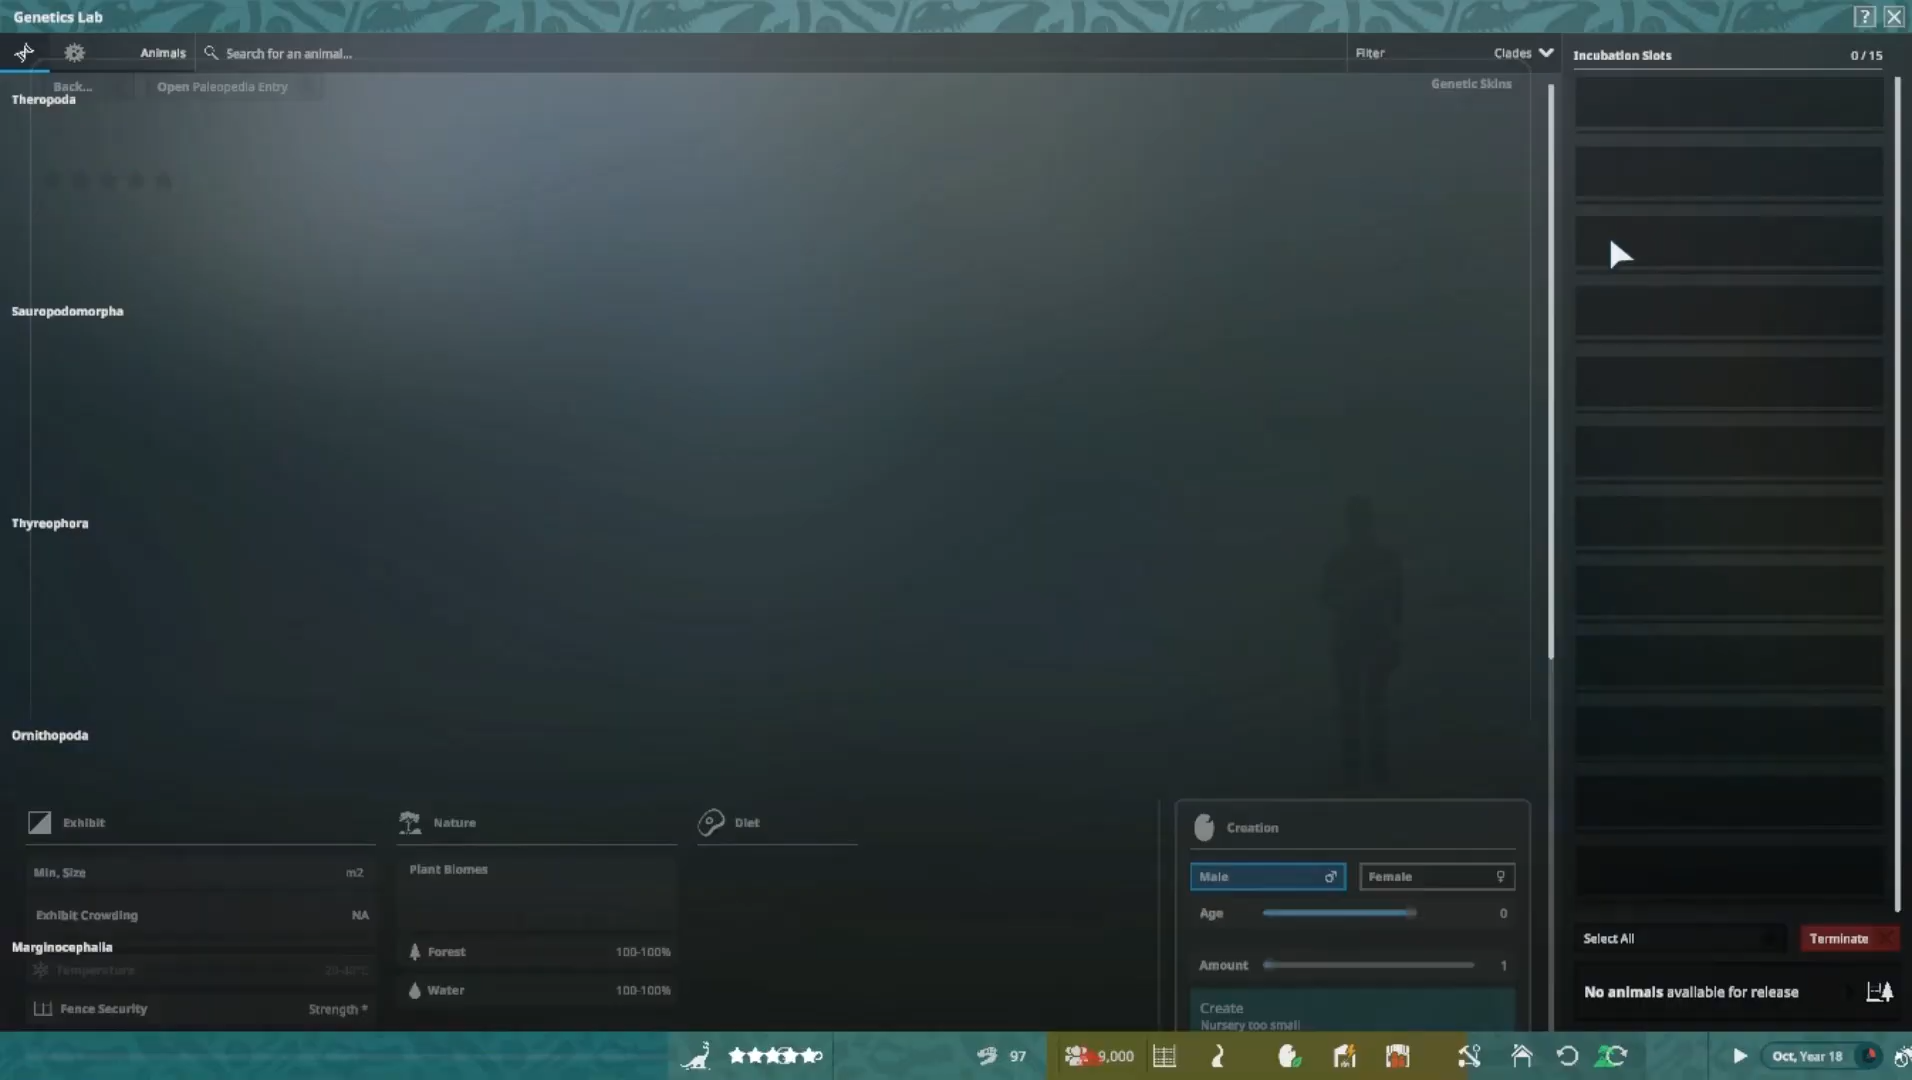 Genetics Lab
?
Animals
Search for an animal...
Filter
Clades
Incubation Slots
0 / 15
Back...
Open Paleopedia Entry
Genetic Skins
Theropoda
Sauropodomorpha
Thyreophora
Ornithopoda
Exhibit
Nature
Diet
Creation
Min. Size
m2
Plant Biomes
Male
Female
Exhibit Crowding
NA
Age
0
Marginocephalia
Forest
100-100%
Select All
Terminate
Temperature
20-40°C
Amount
1
Water
100-100%
No animals available for release
Fence Security
Strength *
Create
Nursery too small
97
9,000
Oct, Year 18